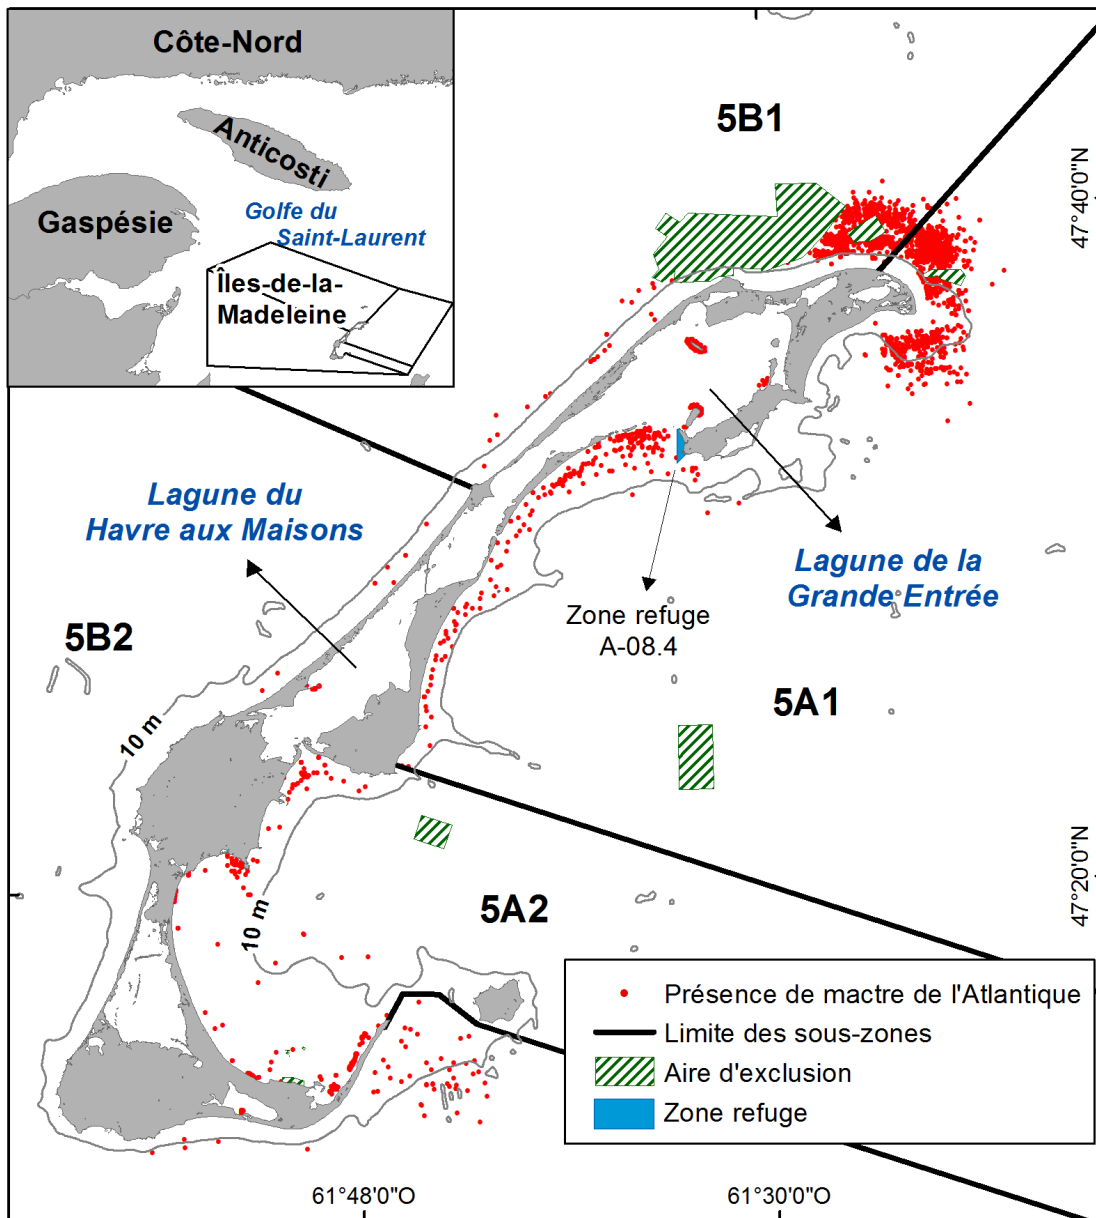 Côte-Nord
Anticosti
Gaspésie
Golfe du
Saint-Laurent
Îles-de-la-
Madeleine
5B1
47°40'0"N
Lagune du
Havre aux Maisons
Lagune de la
Grande Entrée
Zone refuge
A-08.4
5B2
5A1
10 m
47°20'0"N
5A2
10 m
Présence de mactre de l'Atlantique
Limite des sous-zones
Aire d'exclusion
Zone refuge
61°48'0"O
61°30'0"O